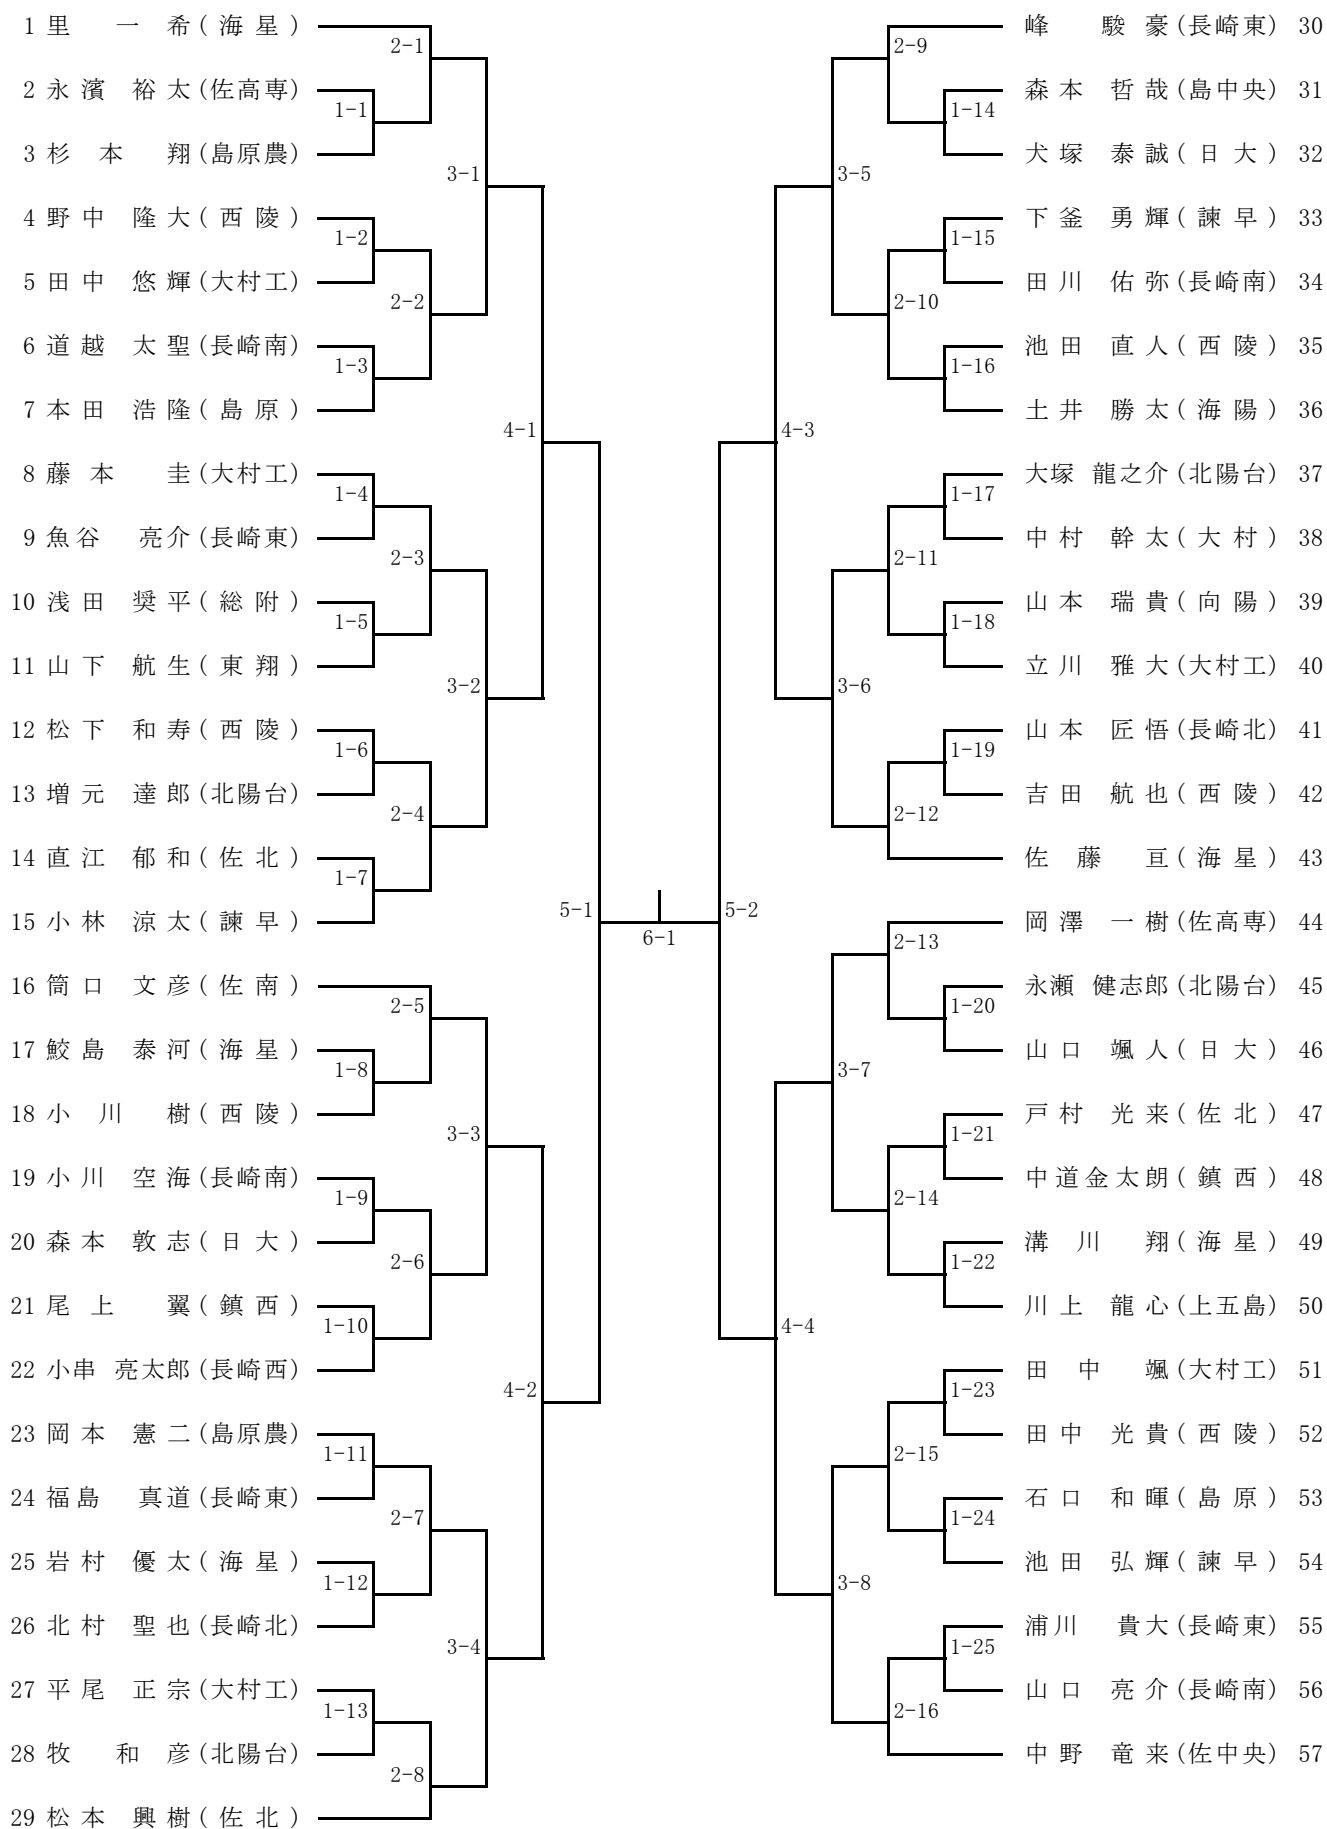 1 里 一 希 ( 海 星 )
2-1
2 永 濱 裕 太 (佐高専)
1-1
3 杉 本 翔 (島原農)
3-1
4 野 中 隆 大 ( 西 陵 )
1-2
5 田 中 悠 輝 (大村工)
2-2
6 道 越 太 聖 (長崎南)
1-3
7 本 田 浩 隆 ( 島 原 )
4-1
8 藤 本 圭 (大村工)
1-4
9 魚谷 亮介 (長崎東)
2-3
10 浅 田 奨 平 ( 総 附 )
1-5
11 山 下 航 生 ( 東 翔 )
3-2
12 松 下 和 寿 ( 西 陵 )
1-6
13 増 元 達 郎 (北陽台)
2-4
14 直 江 郁 和 ( 佐 北 )
1-7
15 小 林 涼 太 ( 諫 早 )
5-1
6-1
16 筒 口 文 彦 ( 佐 南 )
2-5
17 鮫 島 泰 河 ( 海 星 )
1-8
18 小 川 樹 ( 西 陵 )
3-3
19 小 川 空 海 (長崎南)
1-9
20 森 本 敦 志 ( 日 大 )
2-6
21 尾 上 翼 ( 鎮 西 )
1-10
22 小串 亮太郎 (長崎西)
4-2
23 岡 本 憲 二 (島原農)
1-11
24 福島 真道 (長崎東)
2-7
25 岩 村 優 太 ( 海 星 )
1-12
26 北 村 聖 也 (長崎北)
3-4
27 平 尾 正 宗 (大村工)
1-13
28 牧 和 彦 (北陽台)
2-8
29 松 本 興 樹 ( 佐 北 )
峰 駿 豪 (長崎東) 30
2-9
森 本 哲 哉 (島中央) 31
1-14
犬 塚 泰 誠 ( 日 大 ) 32
3-5
下 釜 勇 輝 ( 諫 早 ) 33
1-15
田 川 佑 弥 (長崎南) 34
2-10
池 田 直 人 ( 西 陵 ) 35
1-16
土 井 勝 太 ( 海 陽 ) 36
4-3
大塚 龍之介 (北陽台) 37
1-17
中 村 幹 太 ( 大 村 ) 38
2-11
山 本 瑞 貴 ( 向 陽 ) 39
1-18
立 川 雅 大 (大村工) 40
3-6
山 本 匠 悟 (長崎北) 41
1-19
吉 田 航 也 ( 西 陵 ) 42
2-12
佐 藤 亘 ( 海 星 ) 43
5-2
岡 澤 一 樹 (佐高専) 44
2-13
永瀬 健志郎 (北陽台) 45
1-20
山 口 颯 人 ( 日 大 ) 46
3-7
戸 村 光 来 ( 佐 北 ) 47
1-21
中道金太朗 ( 鎮 西 ) 48
2-14
溝 川 翔 ( 海 星 ) 49
1-22
川 上 龍 心 (上五島) 50
4-4
田 中 颯 (大村工) 51
1-23
田 中 光 貴 ( 西 陵 ) 52
2-15
石 口 和 暉 ( 島 原 ) 53
1-24
池 田 弘 輝 ( 諫 早 ) 54
3-8
浦川 貴大 (長崎東) 55
1-25
山 口 亮 介 (長崎南) 56
2-16
中 野 竜 来 (佐中央) 57